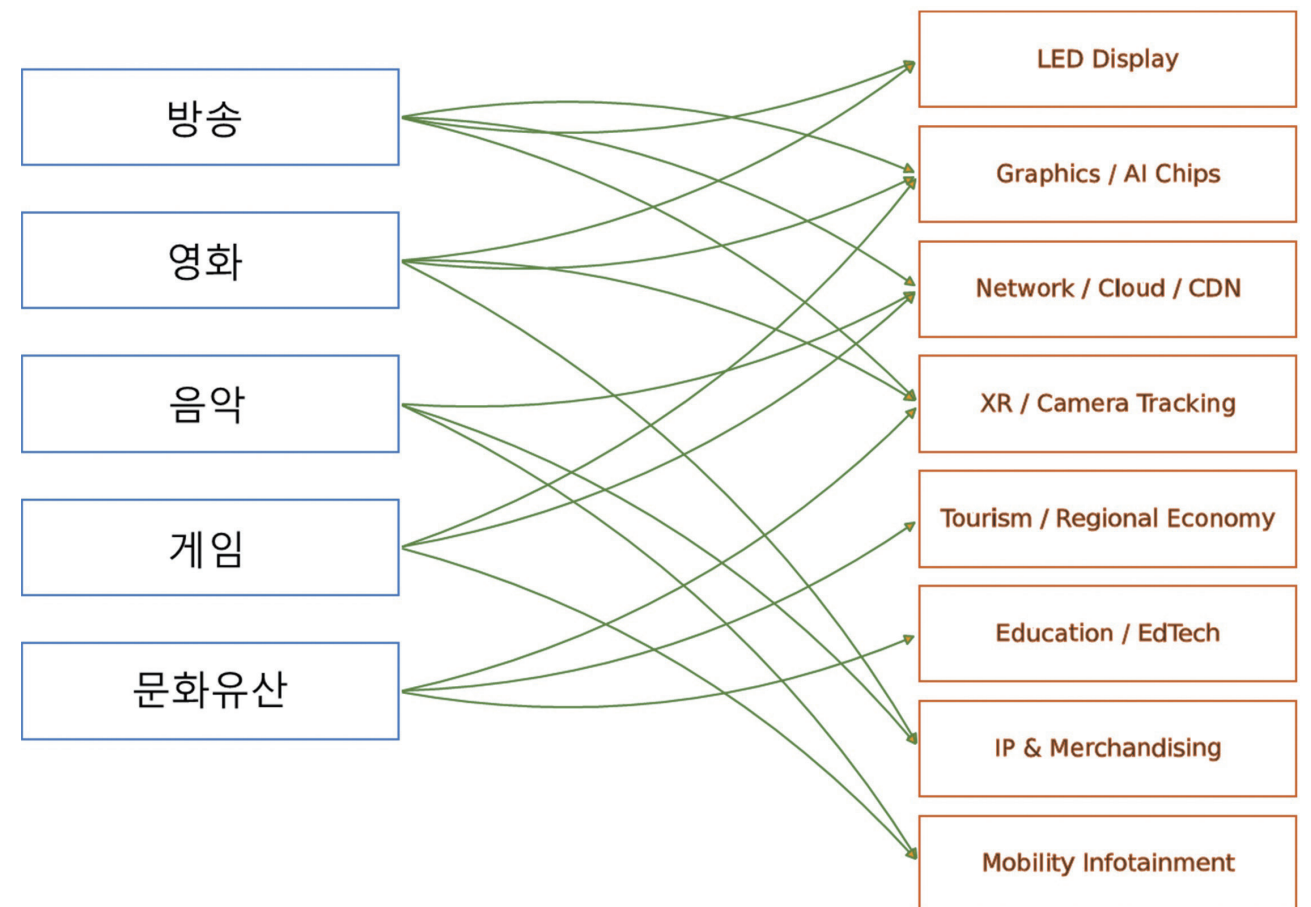 방송
영화
음악
게임
문화유산
LED Display
Graphics / AI Chips
Network / Cloud / CDN
XR / Camera Tracking
Tourism / Regional Economy
Education / EdTech
IP & Merchandising
Mobility Infotainment